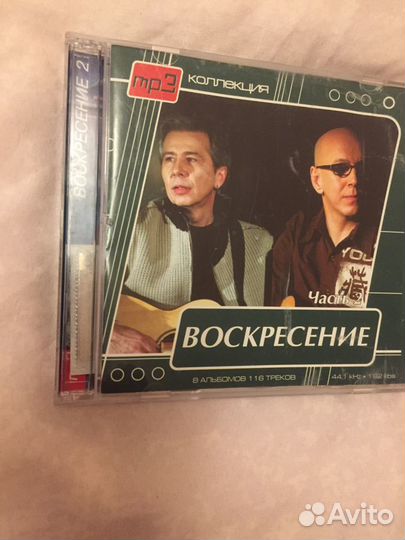 mp3 КОЛЛЕКЦИЯ
ВОСКРЕСЕНИЕ 2
YOU
Часть 2
ВОСКРЕСЕНИЕ
8 АЛЬБОМОВ 116 ТРЕКОВ
44,1 kHz • 192 kbs
Avito